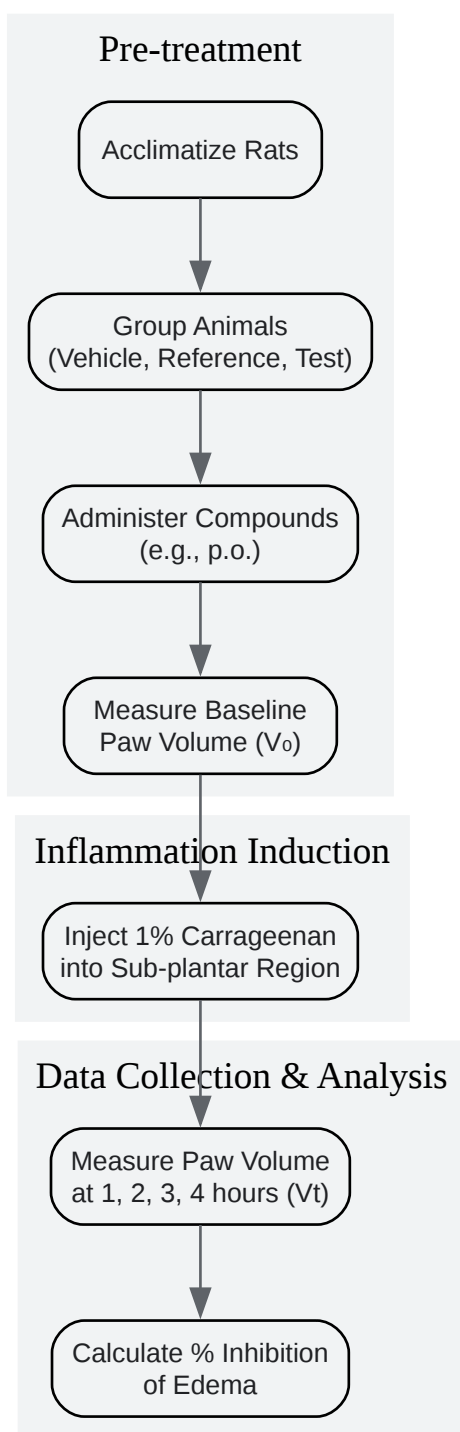 Pre-treatment
Acclimatize Rats
Group Animals
(Vehicle, Reference, Test)
Administer Compounds
(e.g., p.o.)
Measure Baseline
Paw Volume (V₀)
Inflammation Induction
Inject 1% Carrageenan
into Sub-plantar Region
Data Collection & Analysis
Measure Paw Volume
at 1, 2, 3, 4 hours (Vt)
Calculate % Inhibition
of Edema